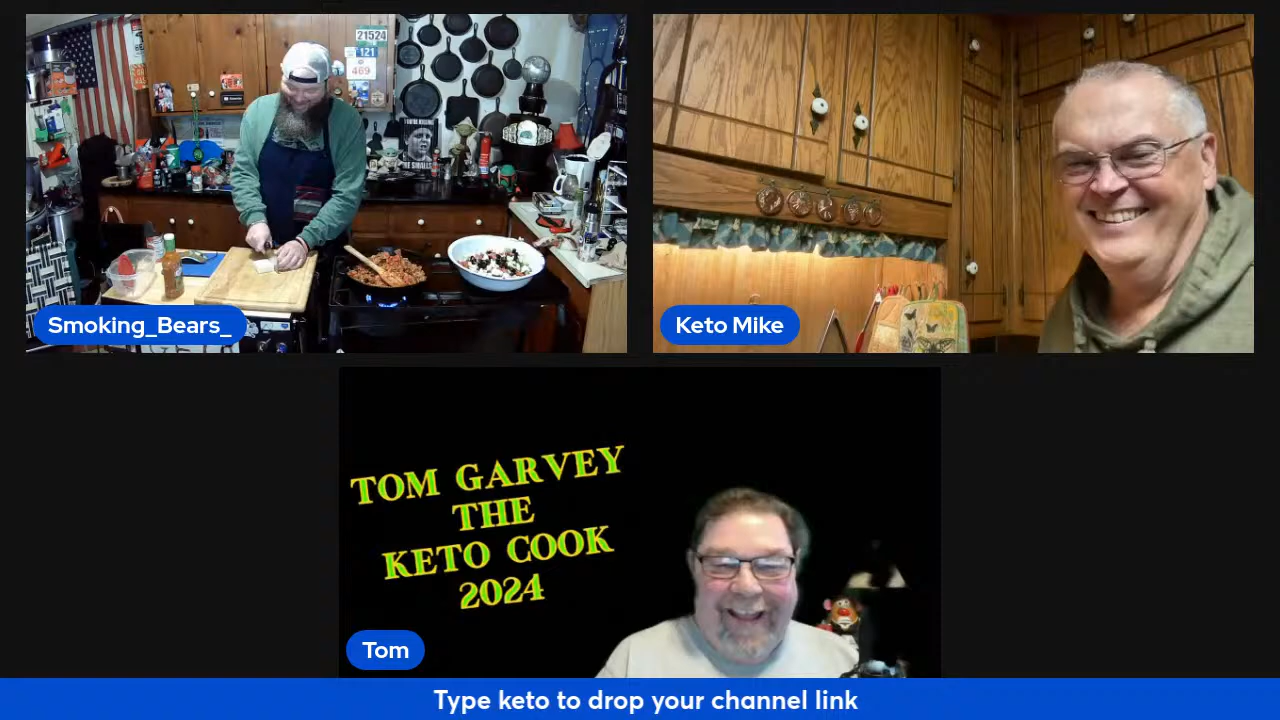 21524
121
469
Smoking_Bears_
Keto Mike
TOM GARVEY
THE
KETO COOK
2024
Tom
Type keto to drop your channel link